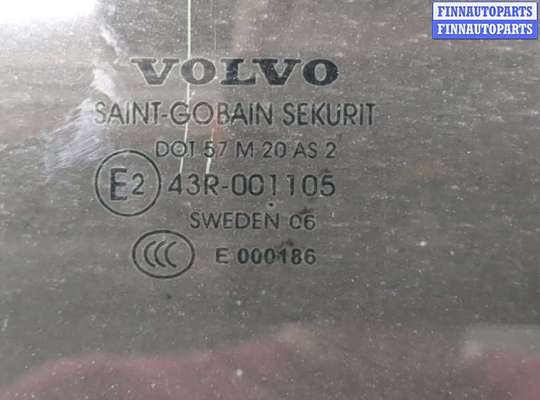 FINNAUTOPARTS
FINNAUTOPARTS
VOLVO
SAINT-GOBAIN SEKURIT
DOT 57 M 20 AS 2
E2 43R-001105
SWEDEN 06
CCC E 000186